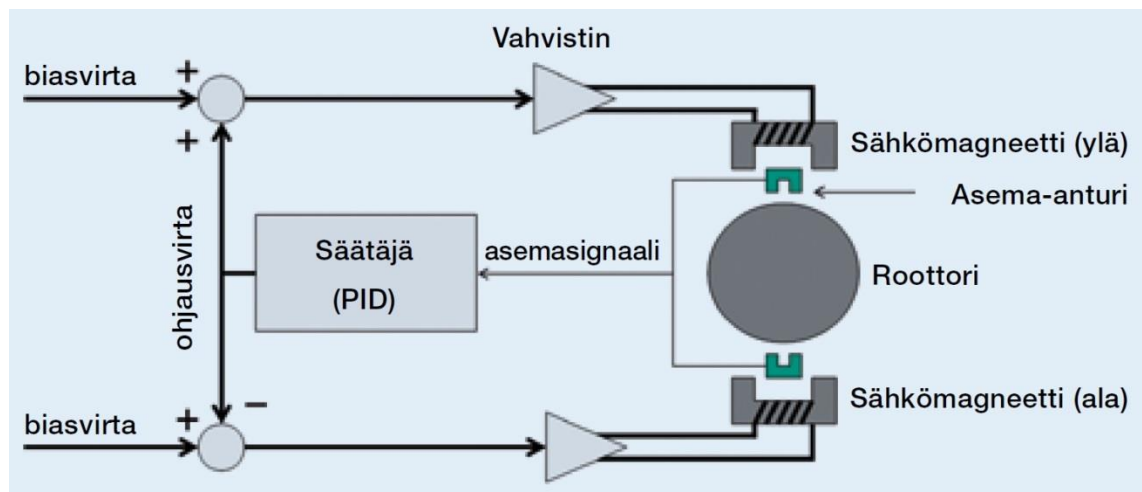 Vahvistin
biasvirta
+
+
Sähkömagneetti (ylä)
Asema-anturi
ohjausvirta
Säätäjä
(PID)
asemasignaali
Roottori
biasvirta
+
−
Sähkömagneetti (ala)